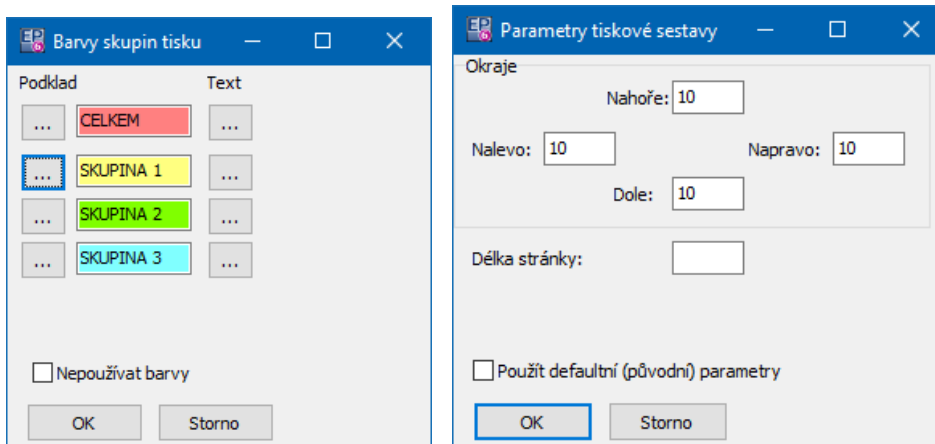 Barvy skupin tisku
Podklad Text
... CELKEM ...
... SKUPINA 1 ...
... SKUPINA 2 ...
... SKUPINA 3 ...
Nepoužívat barvy
OK Storno
Parametry tiskové sestavy
Okraje
Nahoře: 10
Nalevo: 10 Napravo: 10
Dole: 10
Délka stránky:
Použít defaultní (původní) parametry
OK Storno